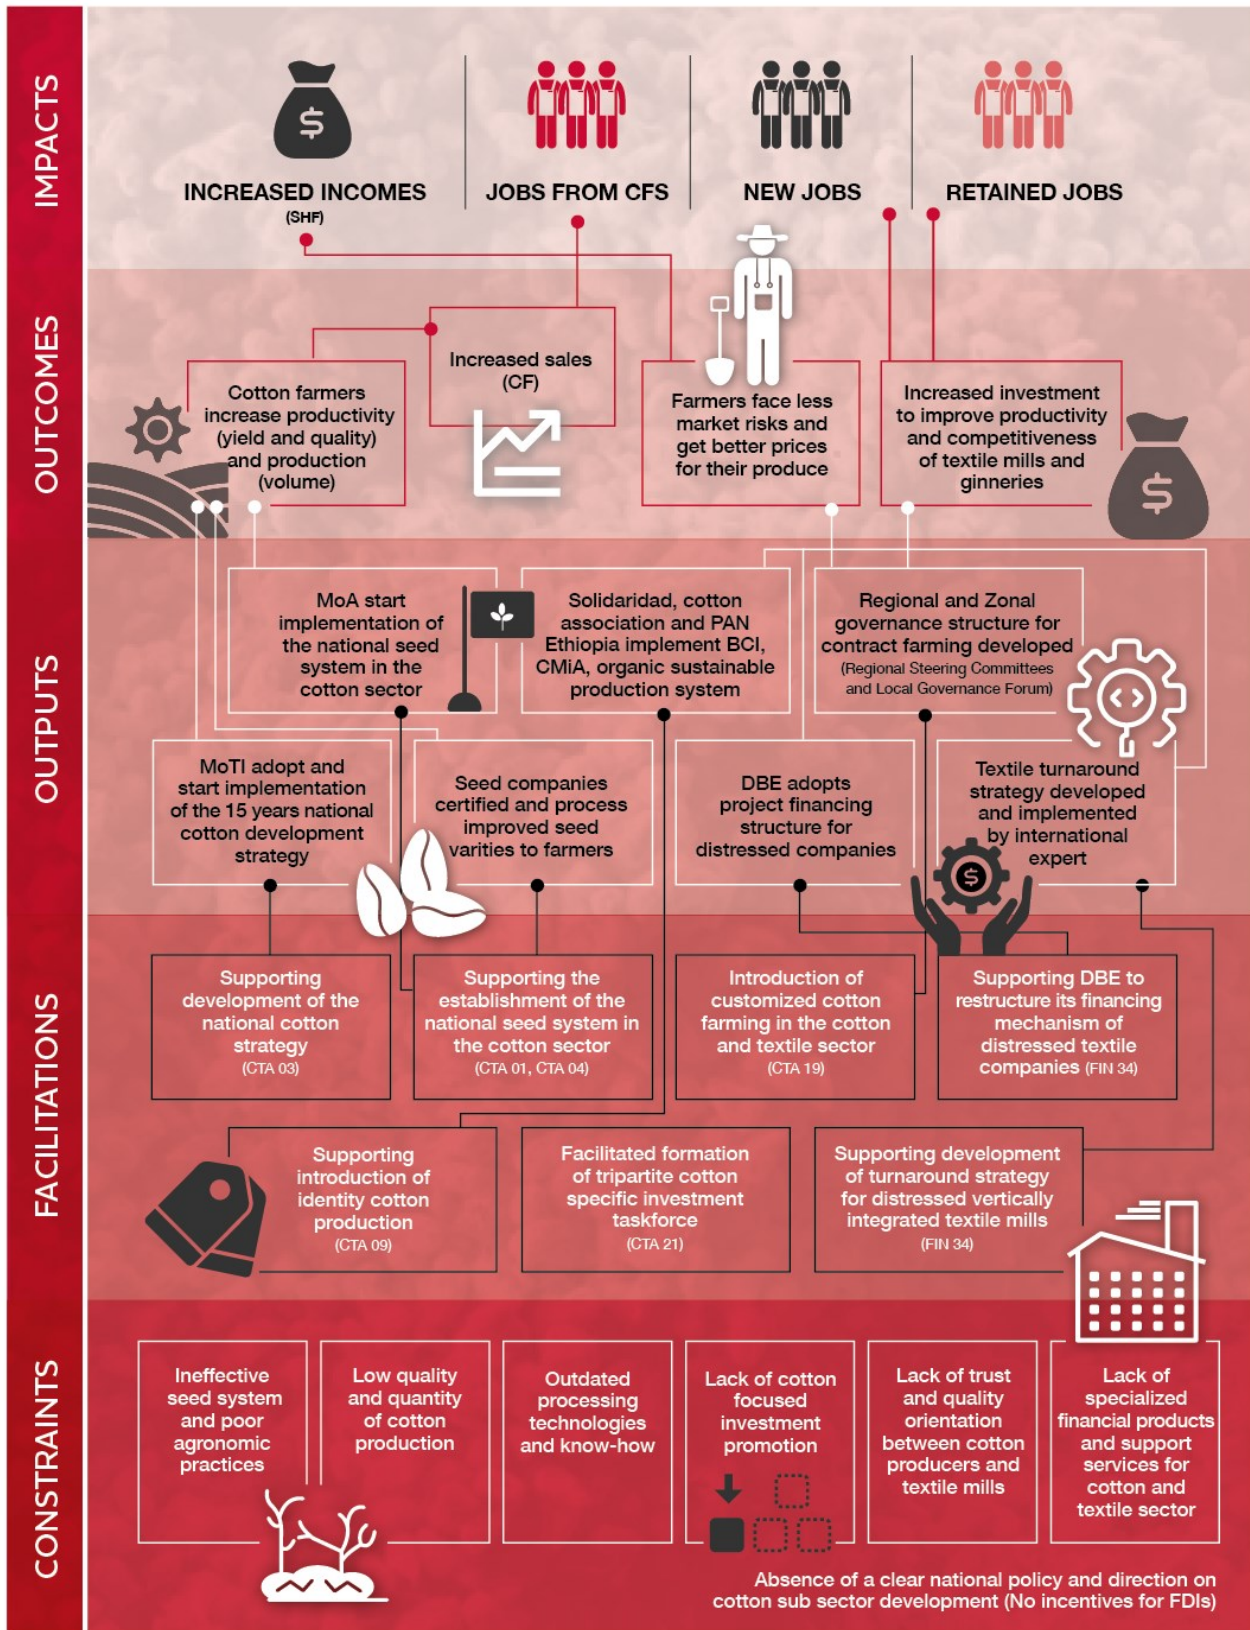 IMPACTS
$
INCREASED INCOMES
(SHF)
JOBS FROM CFS
NEW JOBS
RETAINED JOBS
OUTCOMES
Cotton farmers
increase productivity
(yield and quality)
and production
(volume)
Increased sales
(CF)
Farmers face less
market risks and
get better prices
for their produce
Increased investment
to improve productivity
and competitiveness
of textile mills and
ginneries
$
OUTPUTS
MoA start
implementation of
the national seed
system in the
cotton sector
Solidaridad, cotton
association and PAN
Ethiopia implement BCI,
CMiA, organic sustainable
production system
Regional and Zonal
governance structure for
contract farming developed
(Regional Steering Committees
and Local Governance Forum)
MoTI adopt and
start implementation
of the 15 years national
cotton development
strategy
Seed companies
certified and process
improved seed
varities to farmers
DBE adopts
project financing
structure for
distressed companies
Textile turnaround
strategy developed
and implemented
by international
expert
$
FACILITATIONS
Supporting
development of the
national cotton
strategy
(CTA 03)
Supporting the
establishment of the
national seed system in
the cotton sector
(CTA 01, CTA 04)
Introduction of
customized cotton
farming in the cotton
and textile sector
(CTA 19)
Supporting DBE to
restructure its financing
mechanism of
distressed textile
companies (FIN 34)
Supporting
introduction of
identity cotton
production
(CTA 09)
Facilitated formation
of tripartite cotton
specific investment
taskforce
(CTA 21)
Supporting development
of turnaround strategy
for distressed vertically
integrated textile mills
(FIN 34)
CONSTRAINTS
Ineffective
seed system
and poor
agronomic
practices
Low quality
and quantity
of cotton
production
Outdated
processing
technologies
and know-how
Lack of cotton
focused
investment
promotion
Lack of trust
and quality
orientation
between cotton
producers and
textile mills
Lack of
specialized
financial products
and support
services for
cotton and
textile sector
Absence of a clear national policy and direction on
cotton sub sector development (No incentives for FDIs)